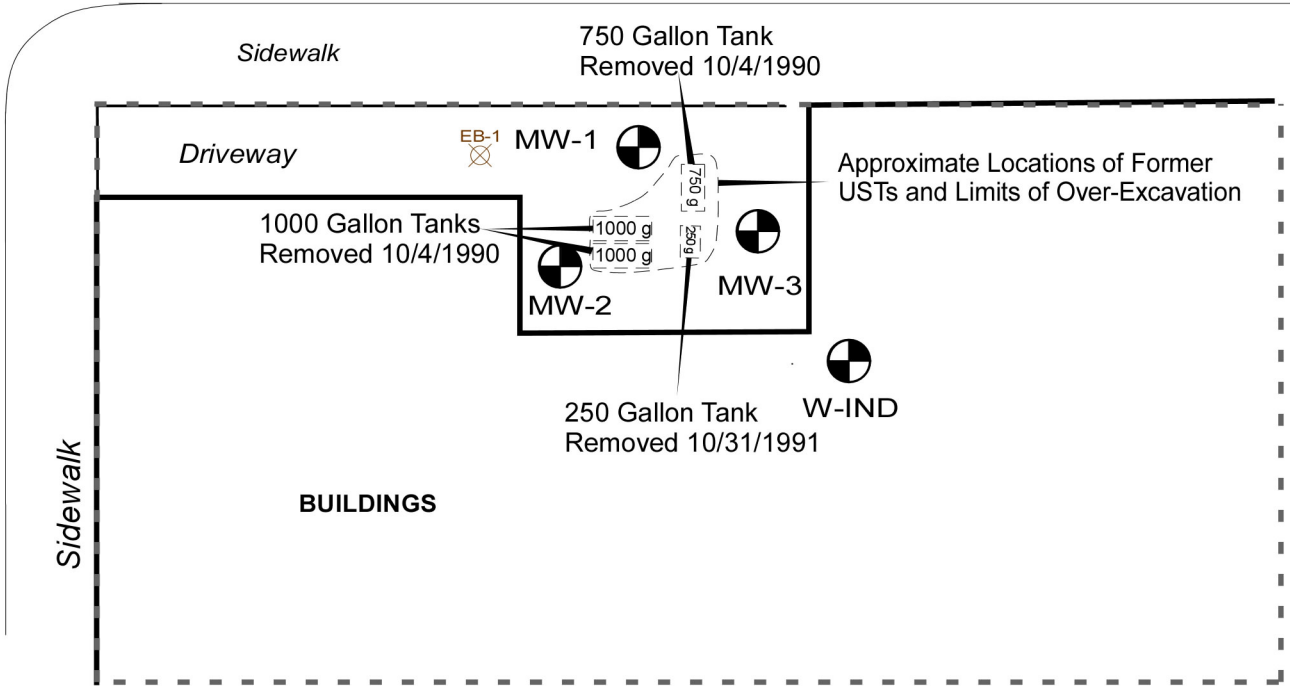 750 Gallon Tank
Removed 10/4/1990
Sidewalk
EB-1
MW-1
Driveway
Approximate Locations of Former
USTs and Limits of Over-Excavation
750 g
1000 Gallon Tanks
Removed 10/4/1990
1000 g
1000 g
250 g
MW-2
MW-3
W-IND
250 Gallon Tank
Removed 10/31/1991
Sidewalk
BUILDINGS